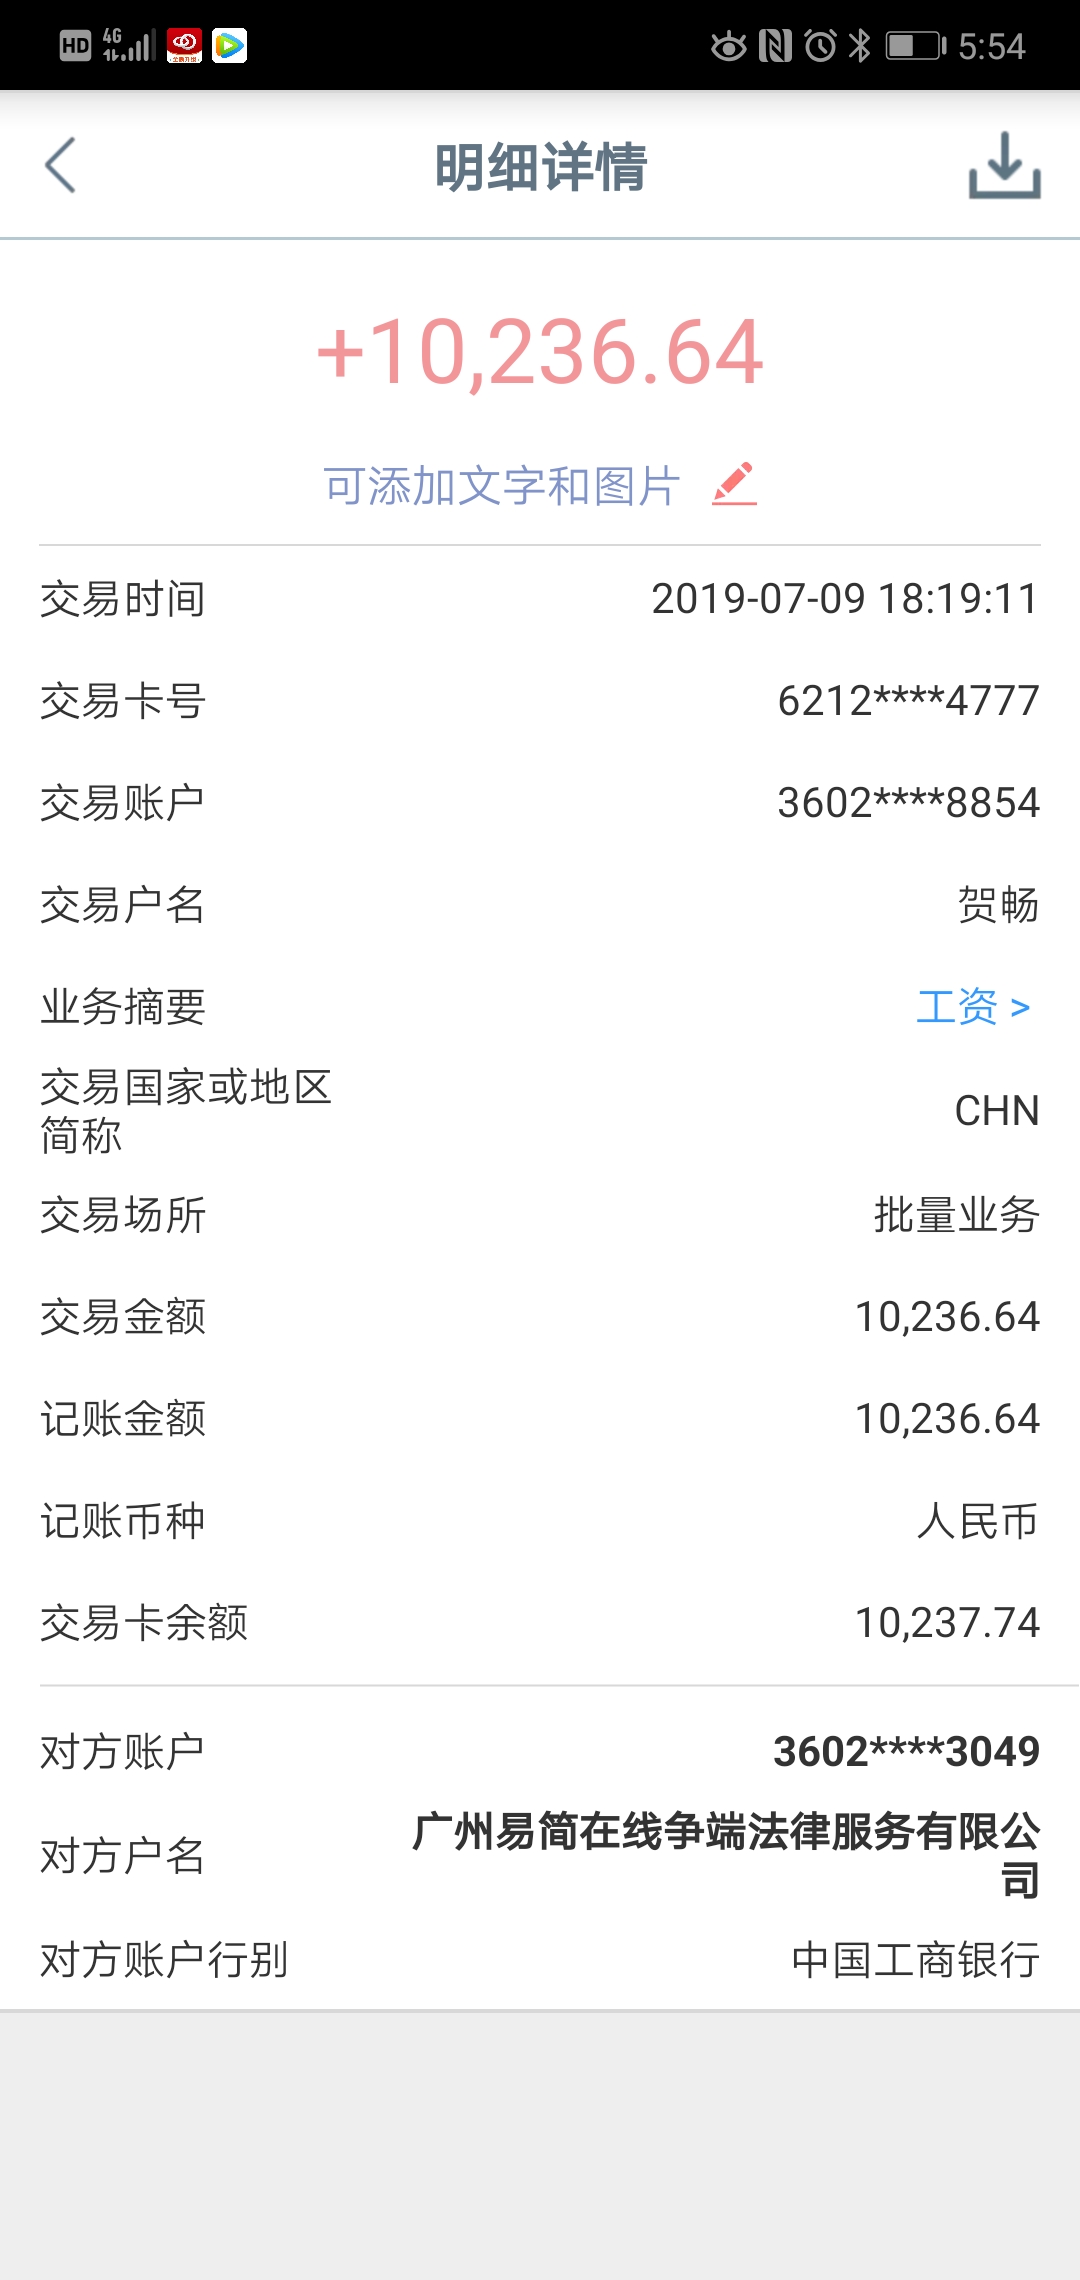 HD 4G 5:54
明细详情
+10,236.64
可添加文字和图片
交易时间 2019-07-09 18:19:11
交易卡号 6212****4777
交易账户 3602****8854
交易户名 贺畅
业务摘要 工资 >
交易国家或地区
简称 CHN
交易场所 批量业务
交易金额 10,236.64
记账金额 10,236.64
记账币种 人民币
交易卡余额 10,237.74
对方账户 3602****3049
对方户名 广州易简在线争端法律服务有限公
司
对方账户行别 中国工商银行